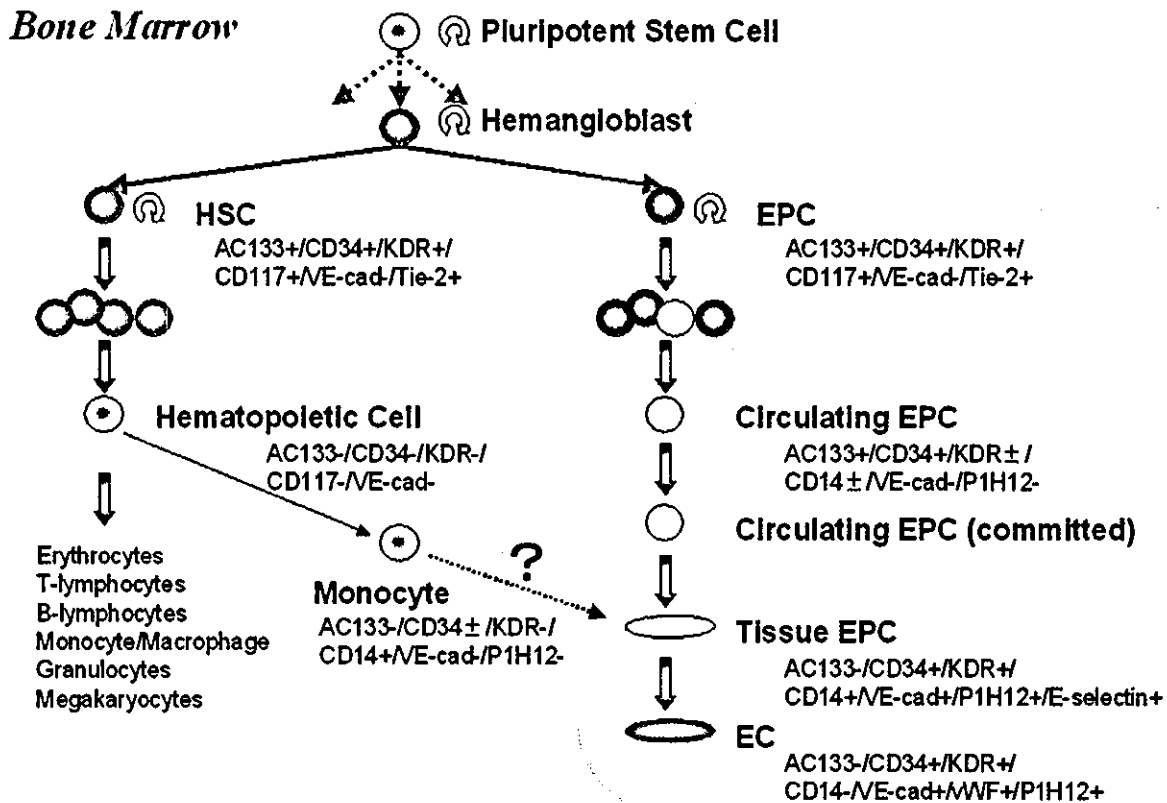 Bone Marrow
Pluripotent Stem Cell
Hemangioblast
HSC
AC133+/CD34+/KDR+/
CD117+/VE-cad-/Tie-2+
EPC
AC133+/CD34+/KDR+/
CD117+/VE-cad-/Tie-2+
Hematopoletic Cell
AC133-/CD34-/KDR-/
CD117-/VE-cad-
Circulating EPC
AC133+/CD34+/KDR±/
CD14±/VE-cad-/P1H12-
Circulating EPC (committed)
Erythrocytes
T-lymphocytes
B-lymphocytes
Monocyte/Macrophage
Granulocytes
Megakaryocytes
?
Monocyte
AC133-/CD34±/KDR-/
CD14+/VE-cad-/P1H12-
Tissue EPC
AC133-/CD34+/KDR+/
CD14+/VE-cad+/P1H12+/E-selectin+
EC
AC133-/CD34+/KDR+/
CD14-/VE-cad+/vWF+/P1H12+